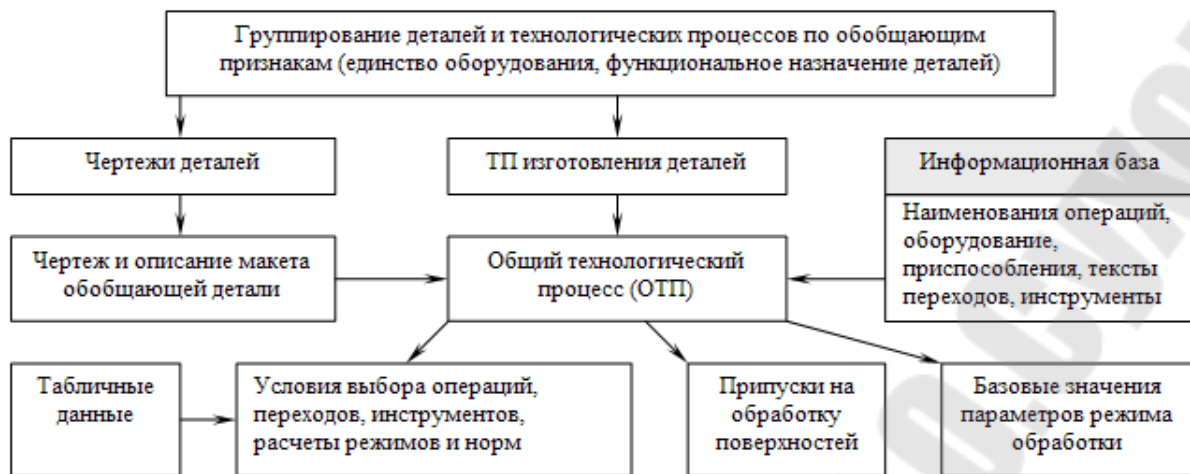 Группирование деталей и технологических процессов по обобщающим
признакам (единство оборудования, функциональное назначение деталей)
Чертежи деталей
ТП изготовления деталей
Информационная база
Наименования операций,
оборудование,
приспособления, тексты
переходов, инструменты
Чертеж и описание макета
обобщающей детали
Общий технологический
процесс (ОТП)
Табличные
данные
Условия выбора операций,
переходов, инструментов,
расчеты режимов и норм
Припуски на
обработку
поверхностей
Базовые значения
параметров режима
обработки